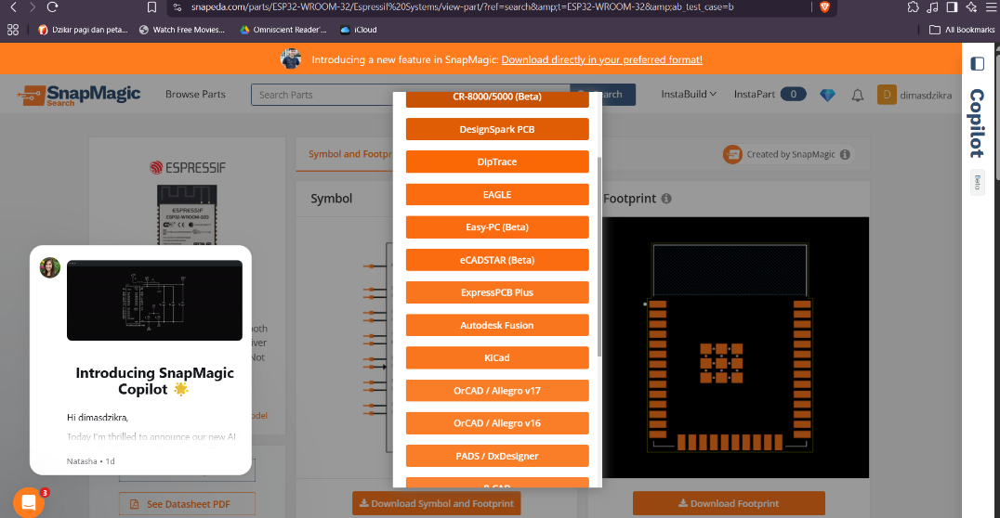 snapeda.com/parts/ESP32-WROOM-32/Espressif%20Systems/view-part/?ref=search&amp;t=ESP32-WROOM-32&amp;ab_test_case=b
Dzikir pagi dan peta...
Watch Free Movies...
Omniscient Reader'...
iCloud
All Bookmarks
Introducing a new feature in SnapMagic: Download directly in your preferred format!
SnapMagic
Search
Browse Parts
Search Parts
Search
InstaBuild
InstaPart
0
D
dimasdzikra
Copilot
Beta
ESPRESSIF
ESPRESSIF
ESP32-WROOM-32D
Symbol and Footpr
Created by SnapMagic
Symbol
Footprint
CR-8000/5000 (Beta)
DesignSpark PCB
DipTrace
EAGLE
Easy-PC (Beta)
eCADSTAR (Beta)
ExpressPCB Plus
Autodesk Fusion
KiCad
OrCAD / Allegro v17
OrCAD / Allegro v16
PADS / DxDesigner
P-CAD
ooth
iver
Not
odel
Introducing SnapMagic
Copilot
Hi dimasdzikra,
Today I'm thrilled to announce our new AI
Natasha • 1d
3
See Datasheet PDF
Download Symbol and Footprint
Download Footprint